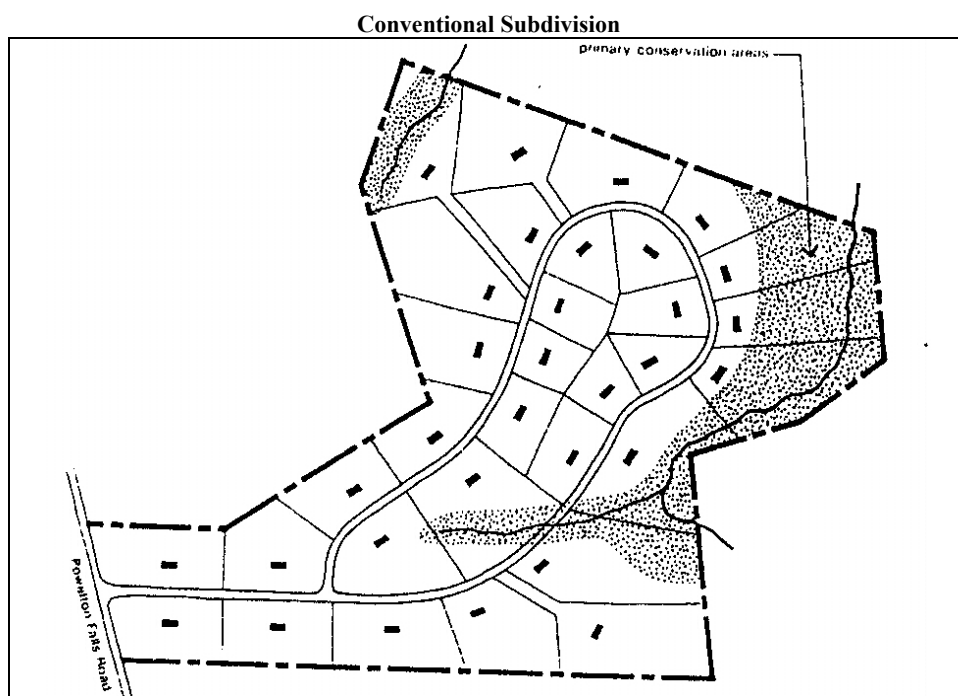 Conventional Subdivision
primary conservation areas
Powelton Falls Road